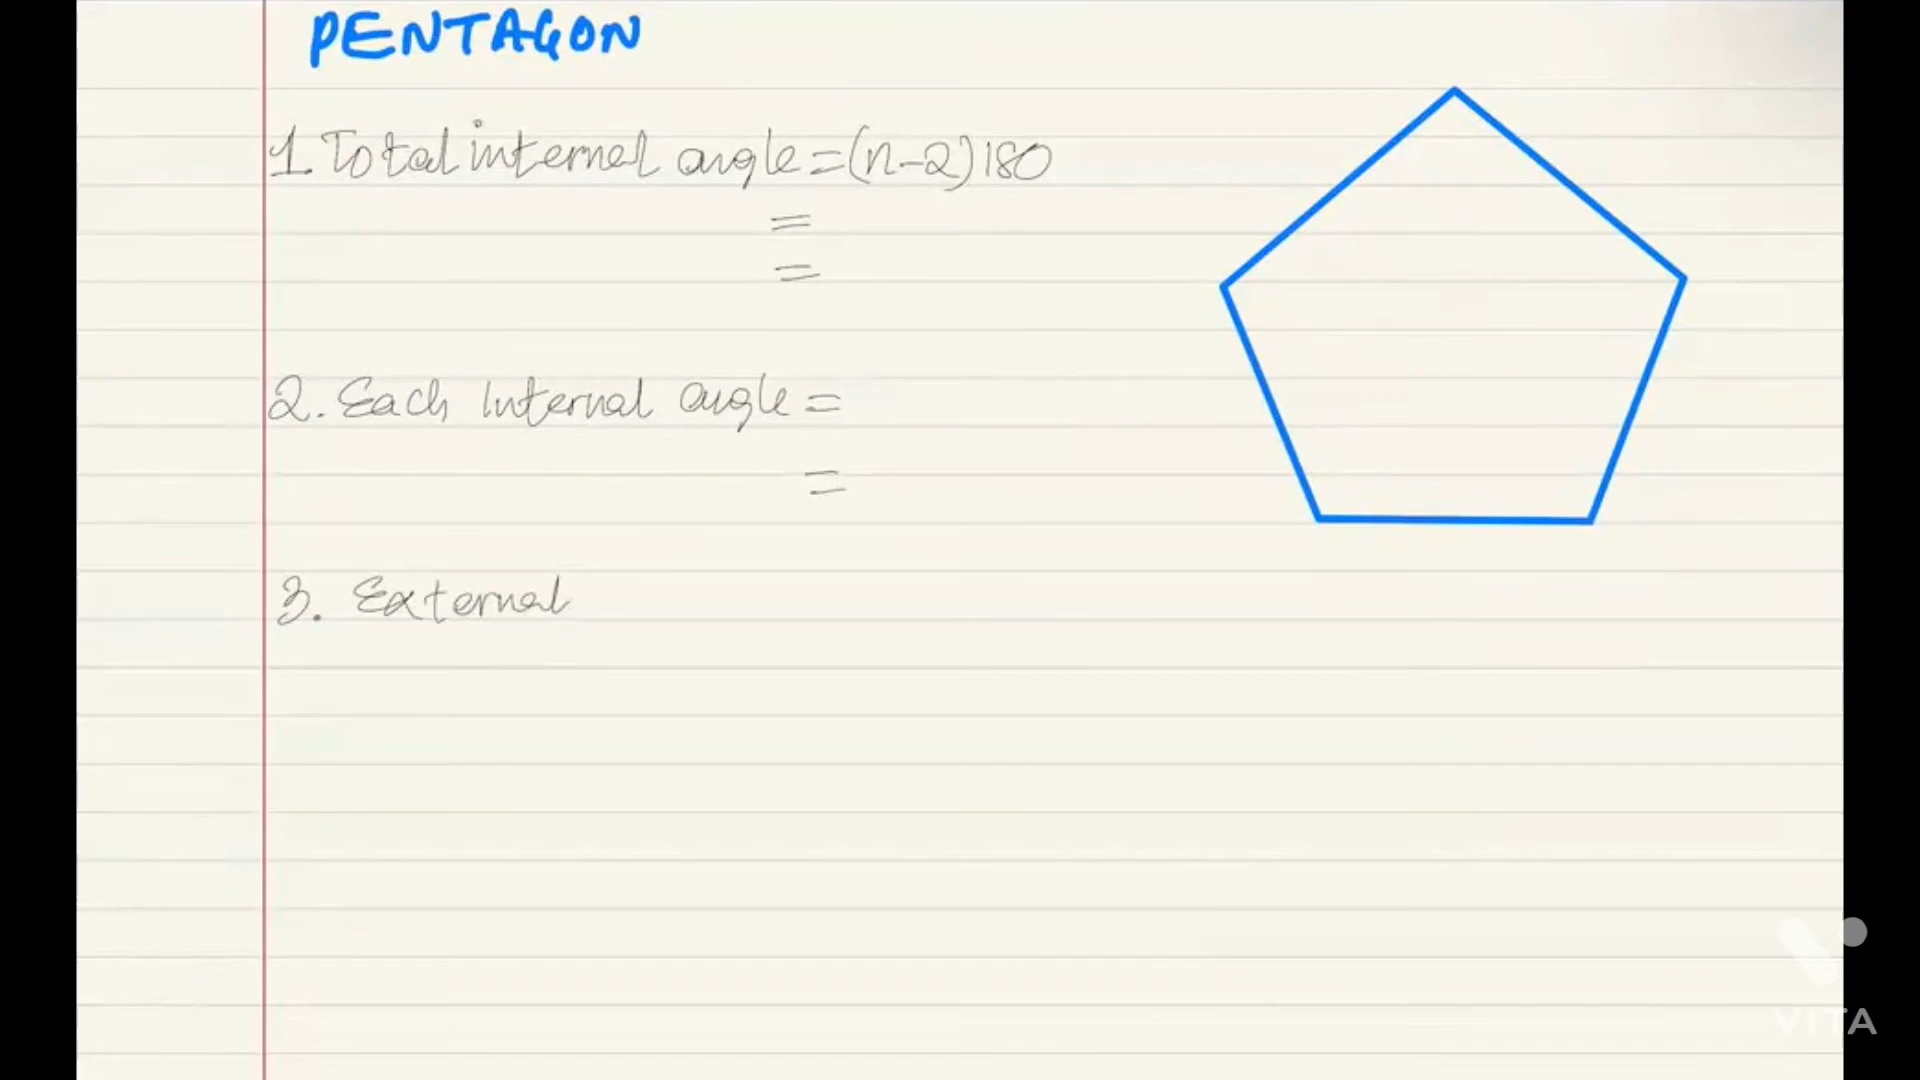 PENTAGON
1. Total internal angle = (n-2)180
=
=
2. Each Internal angle =
=
3. External
VITA